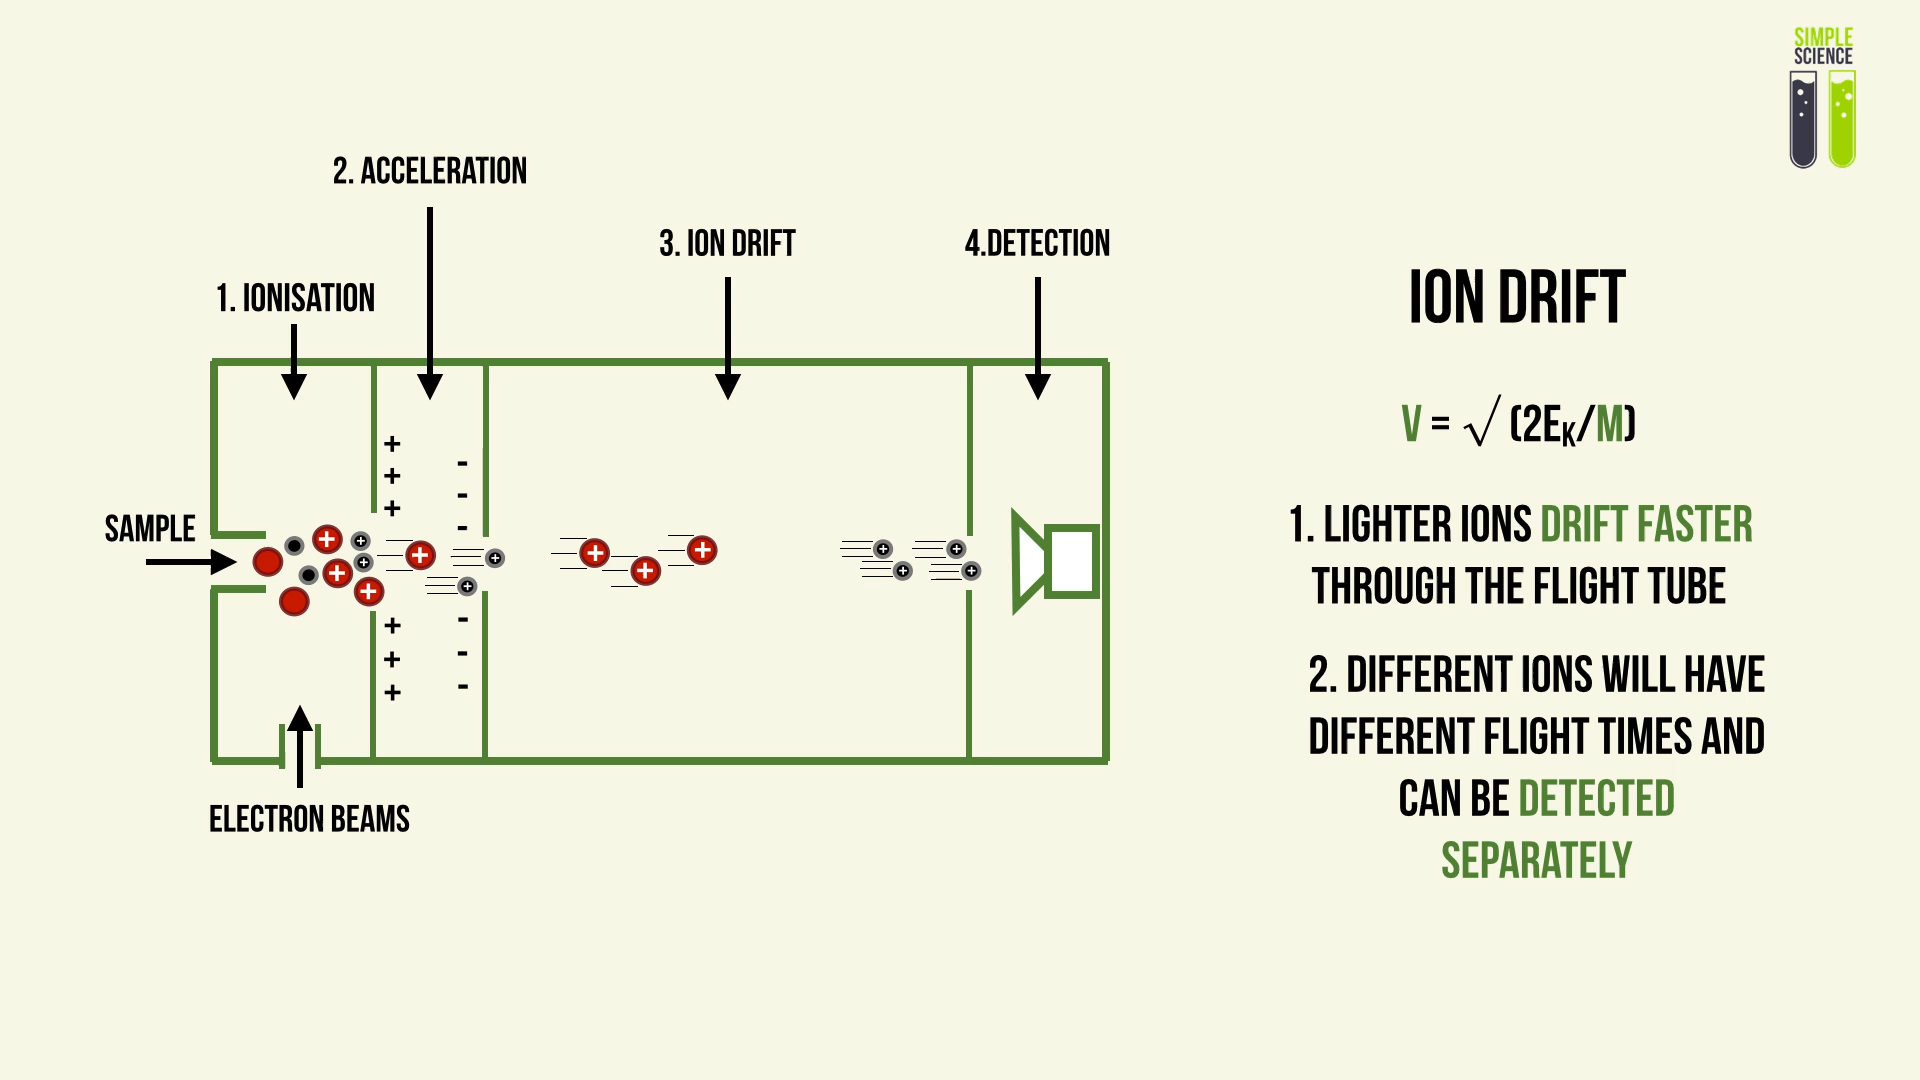 SIMPLE
SCIENCE
2. ACCELERATION
3. ION DRIFT
4.DETECTION
1. IONISATION
+
+
+
-
-
-
SAMPLE
+
+
+
-
-
-
ELECTRON BEAMS
ION DRIFT
V = √ (2EK/M)
1. LIGHTER IONS DRIFT FASTER
THROUGH THE FLIGHT TUBE
2. DIFFERENT IONS WILL HAVE
DIFFERENT FLIGHT TIMES AND
CAN BE DETECTED
SEPARATELY